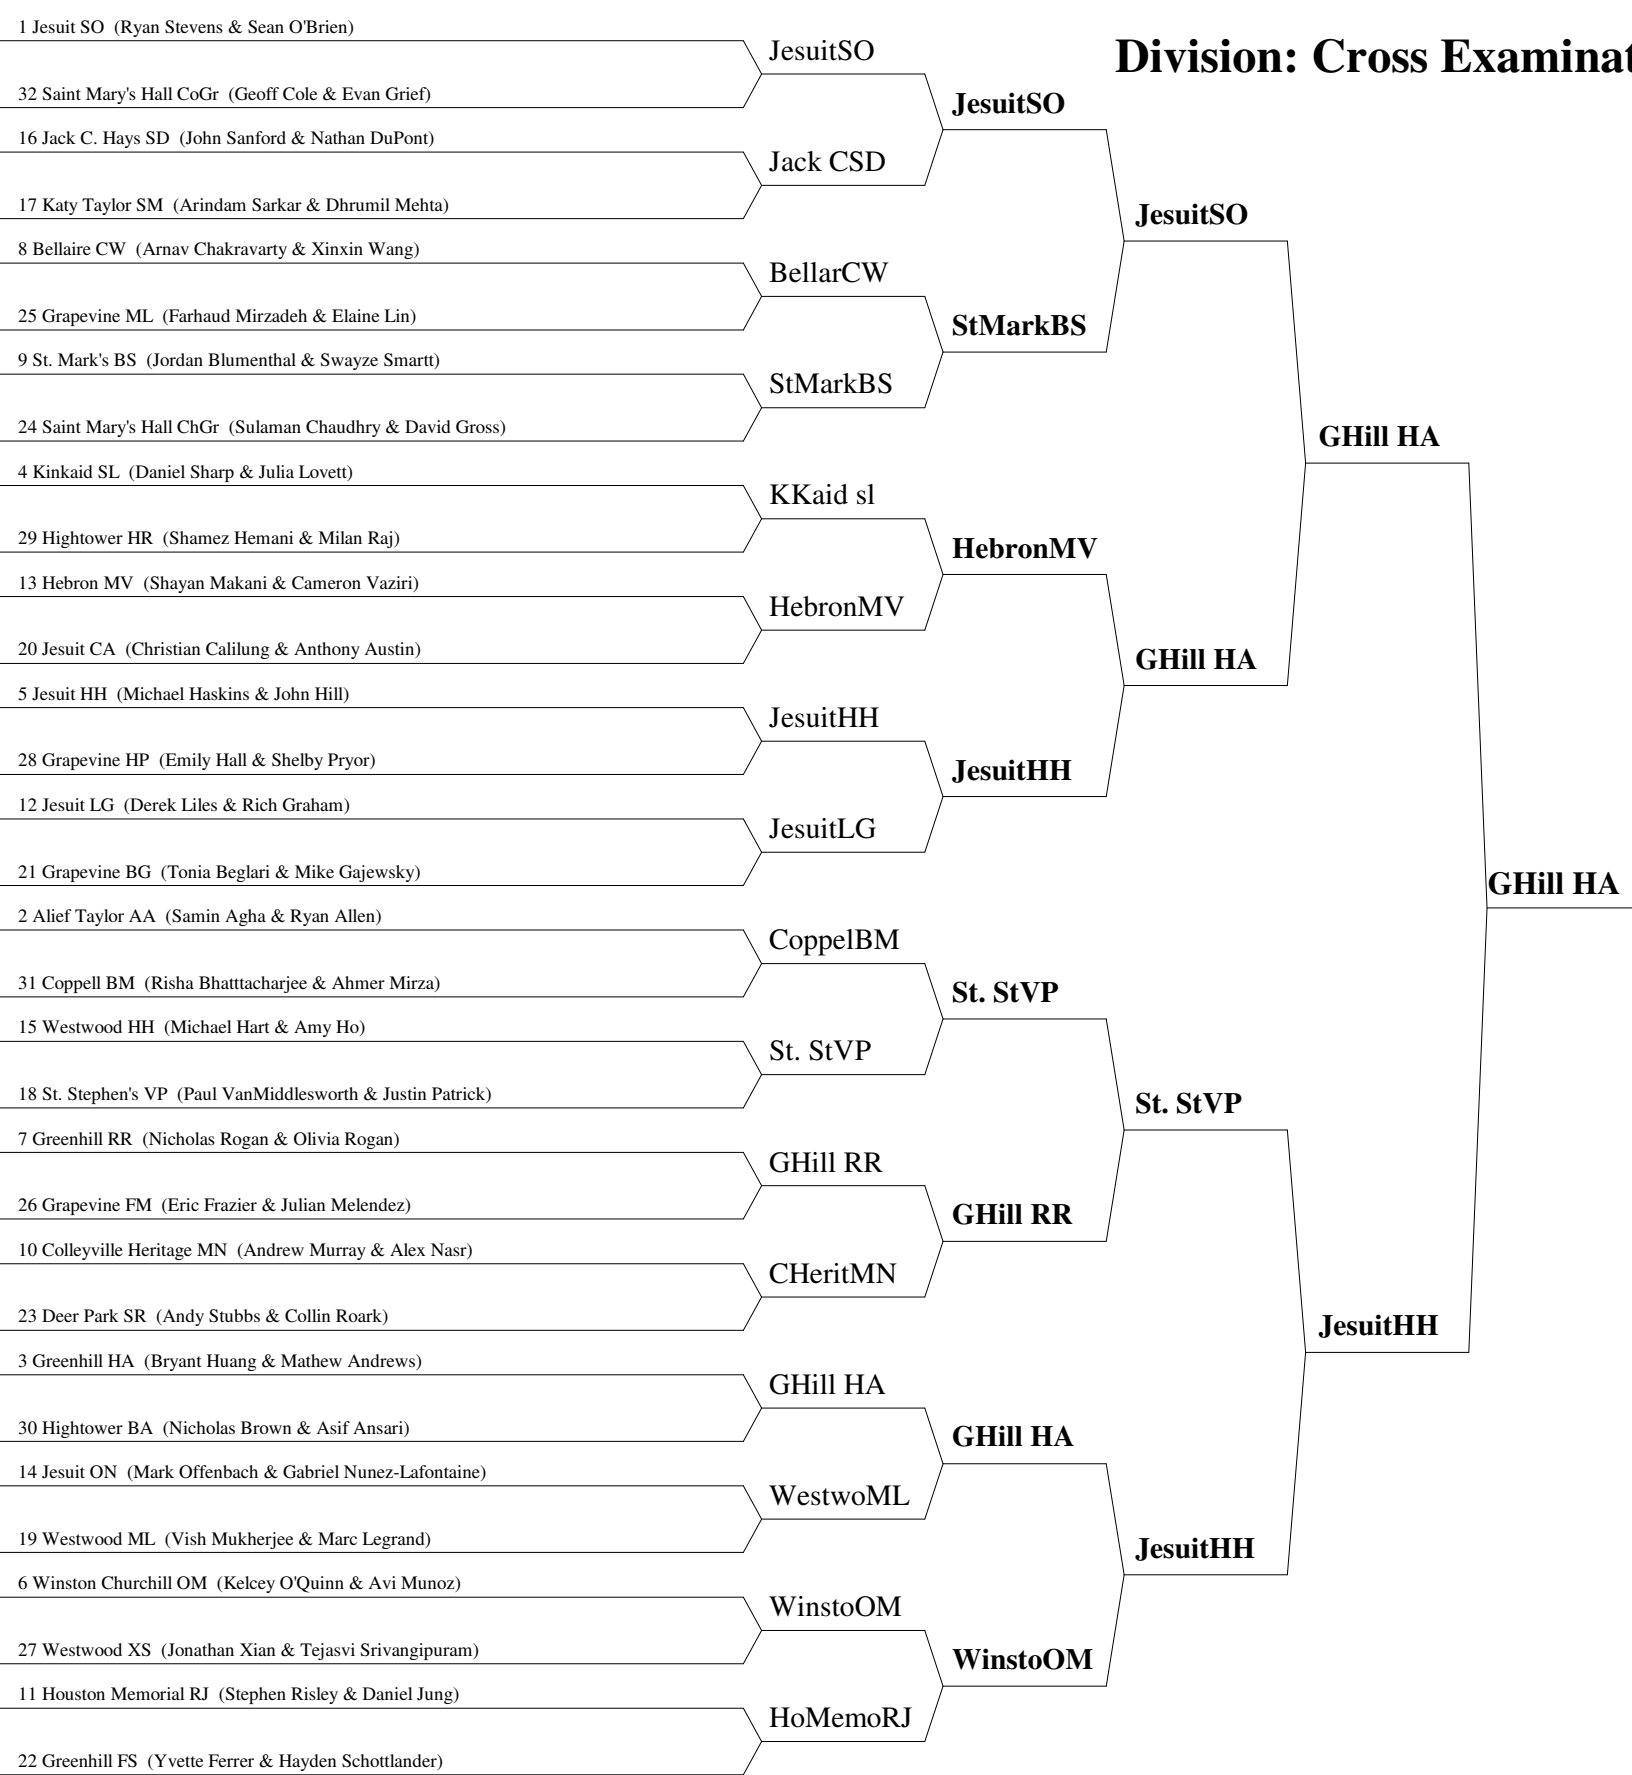 1 Jesuit SO (Ryan Stevens & Sean O'Brien)
JesuitSO
Division: Cross Examinat
32 Saint Mary's Hall CoGr (Geoff Cole & Evan Grief)
JesuitSO
16 Jack C. Hays SD (John Sanford & Nathan DuPont)
Jack CSD
17 Katy Taylor SM (Arindam Sarkar & Dhrumil Mehta)
JesuitSO
8 Bellaire CW (Arnav Chakravarty & Xinxin Wang)
BellarCW
25 Grapevine ML (Farhaud Mirzadeh & Elaine Lin)
StMarkBS
9 St. Mark's BS (Jordan Blumenthal & Swayze Smartt)
StMarkBS
24 Saint Mary's Hall ChGr (Sulaman Chaudhry & David Gross)
GHill HA
4 Kinkaid SL (Daniel Sharp & Julia Lovett)
KKaid sl
29 Hightower HR (Shamez Hemani & Milan Raj)
HebronMV
13 Hebron MV (Shayan Makani & Cameron Vaziri)
HebronMV
20 Jesuit CA (Christian Calilung & Anthony Austin)
GHill HA
5 Jesuit HH (Michael Haskins & John Hill)
JesuitHH
28 Grapevine HP (Emily Hall & Shelby Pryor)
JesuitHH
12 Jesuit LG (Derek Liles & Rich Graham)
JesuitLG
21 Grapevine BG (Tonia Beglari & Mike Gajewsky)
GHill HA
2 Alief Taylor AA (Samin Agha & Ryan Allen)
CoppelBM
31 Coppell BM (Risha Bhatttacharjee & Ahmer Mirza)
St. StVP
15 Westwood HH (Michael Hart & Amy Ho)
St. StVP
18 St. Stephen's VP (Paul VanMiddlesworth & Justin Patrick)
St. StVP
7 Greenhill RR (Nicholas Rogan & Olivia Rogan)
GHill RR
26 Grapevine FM (Eric Frazier & Julian Melendez)
GHill RR
10 Colleyville Heritage MN (Andrew Murray & Alex Nasr)
CHeritMN
23 Deer Park SR (Andy Stubbs & Collin Roark)
JesuitHH
3 Greenhill HA (Bryant Huang & Mathew Andrews)
GHill HA
30 Hightower BA (Nicholas Brown & Asif Ansari)
GHill HA
14 Jesuit ON (Mark Offenbach & Gabriel Nunez-Lafontaine)
WestwoML
19 Westwood ML (Vish Mukherjee & Marc Legrand)
JesuitHH
6 Winston Churchill OM (Kelcey O'Quinn & Avi Munoz)
WinstoOM
27 Westwood XS (Jonathan Xian & Tejasvi Srivangipuram)
WinstoOM
11 Houston Memorial RJ (Stephen Risley & Daniel Jung)
HoMemoRJ
22 Greenhill FS (Yvette Ferrer & Hayden Schottlander)